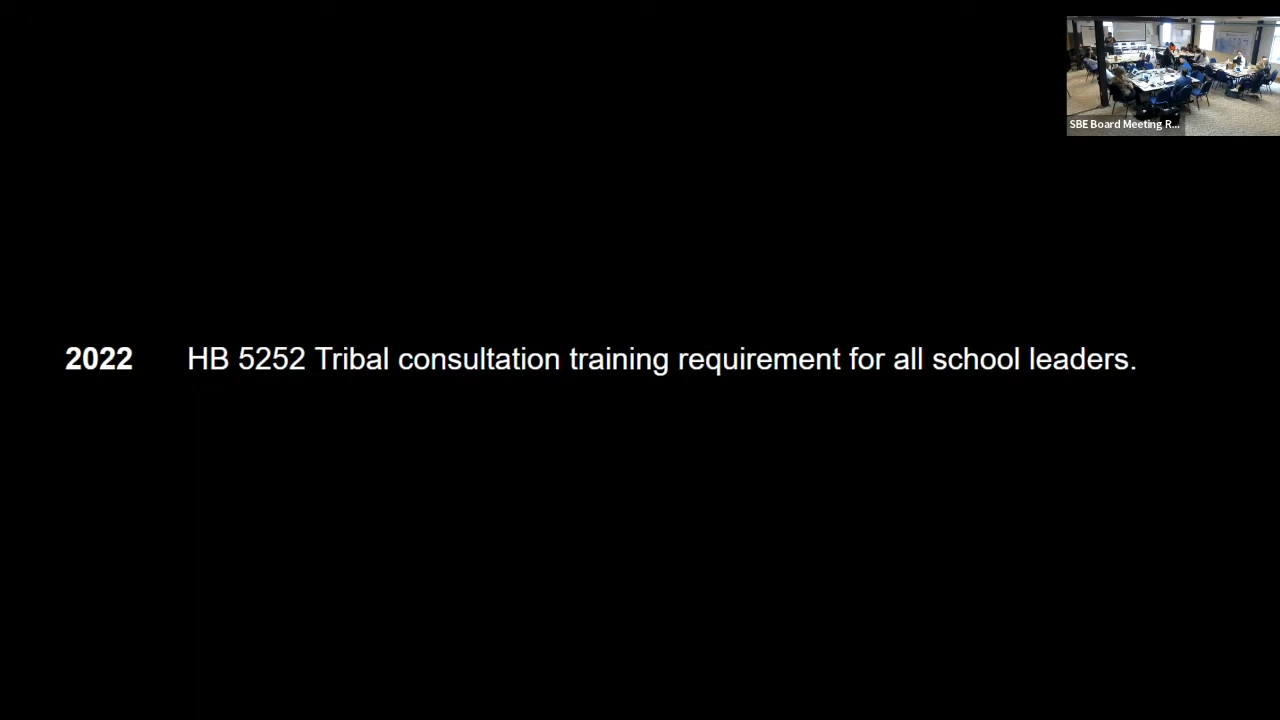 SBE Board Meeting R...
2022 HB 5252 Tribal consultation training requirement for all school leaders.